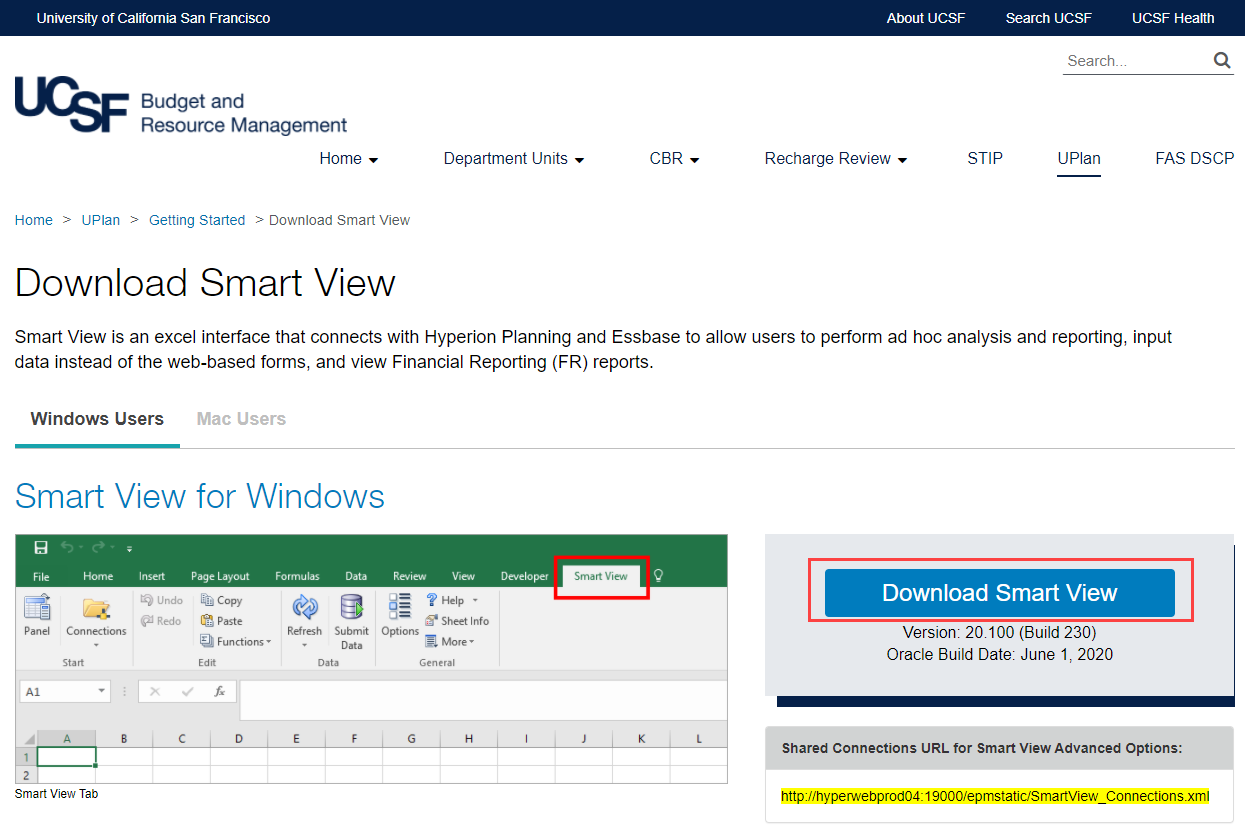 University of California San Francisco
About UCSF
Search UCSF
UCSF Health
Search...
UCSF
Budget and
Resource Management
Home
Department Units
CBR
Recharge Review
STIP
UPlan
FAS DSCP
Home > UPlan > Getting Started > Download Smart View
Download Smart View
Smart View is an excel interface that connects with Hyperion Planning and Essbase to allow users to perform ad hoc analysis and reporting, input
data instead of the web-based forms, and view Financial Reporting (FR) reports.
Windows Users
Mac Users
Smart View for Windows
File Home Insert Page Layout Formulas Data Review View Developer Smart View
Undo Copy Help
Redo Paste Sheet Info
Panel Connections Functions Refresh Submit Data Options More
Start Edit Data General
A1
fx
A B C D E F G H I J K L
1
2
Smart View Tab
Download Smart View
Version: 20.100 (Build 230)
Oracle Build Date: June 1, 2020
Shared Connections URL for Smart View Advanced Options:
http://hyperwebprod04:19000/epmstatic/SmartView_Connections.xml